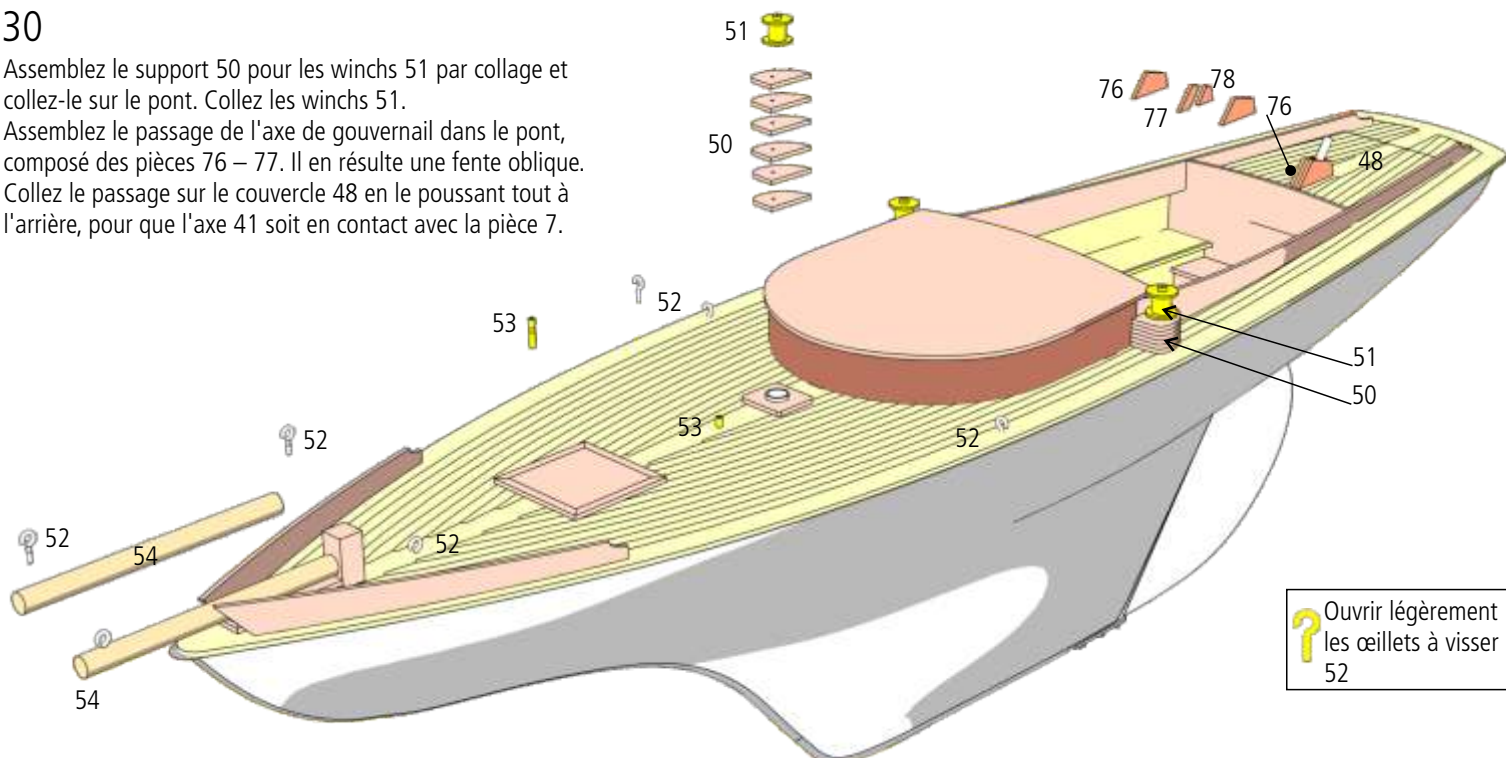 30
Assemblez le support 50 pour les winchs 51 par collage et
collez-le sur le pont. Collez les winchs 51.
Assemblez le passage de l'axe de gouvernail dans le pont,
composé des pièces 76 – 77. Il en résulte une fente oblique.
Collez le passage sur le couvercle 48 en le poussant tout à
l'arrière, pour que l'axe 41 soit en contact avec la pièce 7.
51
50
76
77
78
76
48
52
53
51
50
53
52
52
52
54
52
54
Ouvrir légèrement
les œillets à visser
52